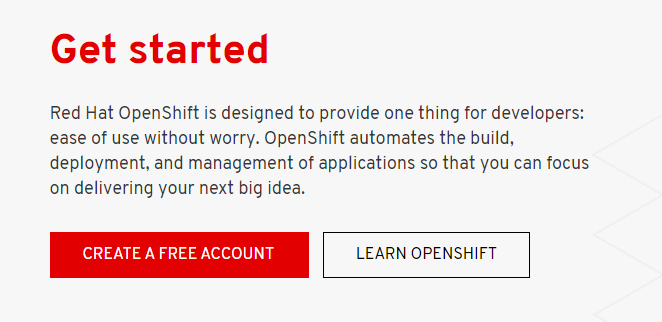 Get started
Red Hat OpenShift is designed to provide one thing for developers:
ease of use without worry. OpenShift automates the build,
deployment, and management of applications so that you can focus
on delivering your next big idea.
CREATE A FREE ACCOUNT
LEARN OPENSHIFT